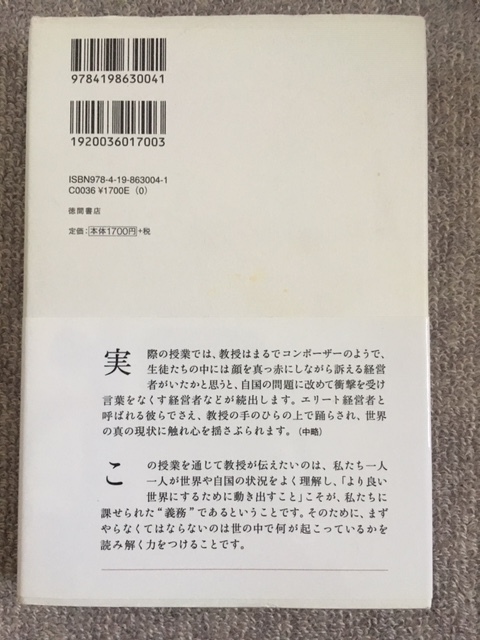 9784198630041
1920036017003
ISBN978-4-19-863004-1
C0036 ¥1700E (0)
徳間書店
定価:本体1700円+税
実際の授業では、教授はまるでコンポーザーのようで、
生徒たちの中には顔を真っ赤にしながら訴える経営
者がいたかと思うと、自国の問題に改めて衝撃を受け
言葉をなくす経営者などが続出します。エリート経営者と
呼ばれる彼らでさえ、教授の手のひらの上で踊らされ、世界
の真の現状に触れ心を揺さぶられます。(中略)
この授業を通じて教授が伝えたいのは、私たち一人
一人が世界や自国の状況をよく理解し、「より良い
世界にするために動き出すこと」こそが、私たちに
課せられた“義務”であるということです。そのために、まず
やらなくてはならないのは世の中で何が起こっているかを
読み解く力をつけることです。